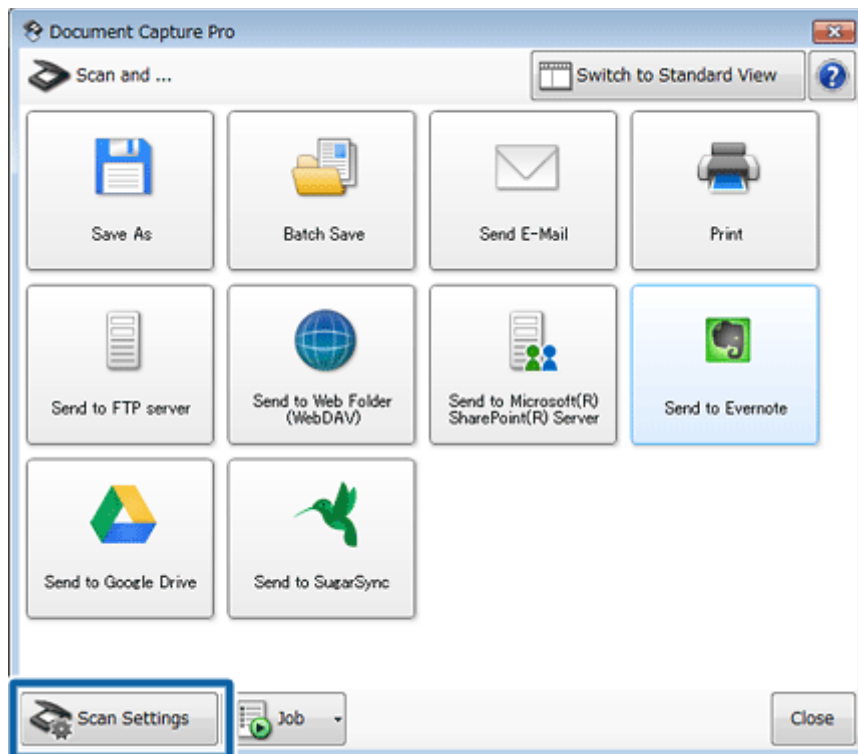 Document Capture Pro
Scan and ...
Switch to Standard View
?
Save As
Batch Save
Send E-Mail
Print
Send to FTP server
Send to Web Folder
(WebDAV)
Send to Microsoft(R)
SharePoint(R) Server
Send to Evernote
Send to Google Drive
Send to SugarSync
Scan Settings
Job
Close